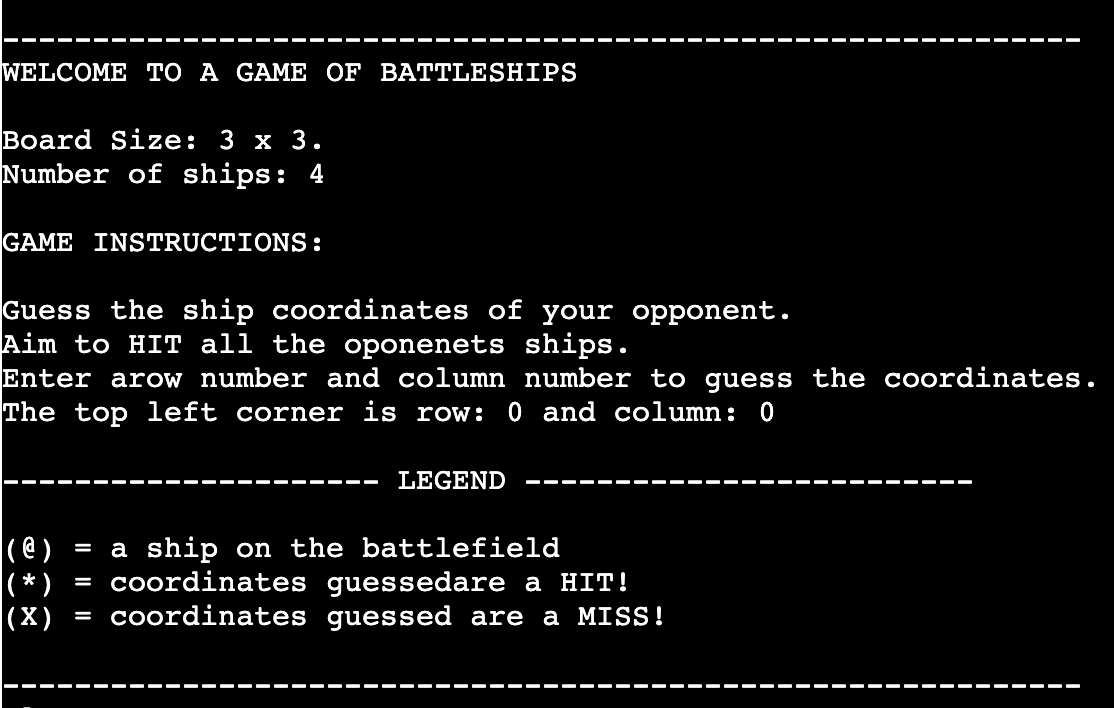 ------------------------------------------------------------
WELCOME TO A GAME OF BATTLESHIPS
Board Size: 3 x 3.
Number of ships: 4
GAME INSTRUCTIONS:
Guess the ship coordinates of your opponent.
Aim to HIT all the oponenets ships.
Enter arow number and column number to guess the coordinates.
The top left corner is row: 0 and column: 0
--------------------- LEGEND -------------------------
(@) = a ship on the battlefield
(*) = coordinates guessedare a HIT!
(X) = coordinates guessed are a MISS!
------------------------------------------------------------